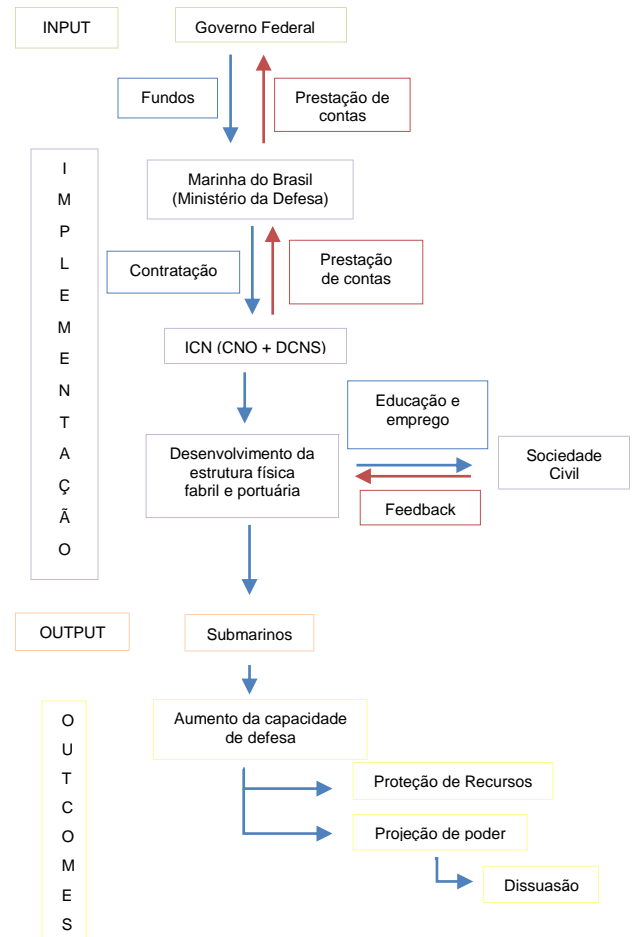 INPUT
Governo Federal
Fundos
Prestação de
contas
I
M
P
L
E
M
E
N
T
A
Ç
Ã
O
Marinha do Brasil
(Ministério da Defesa)
Contratação
Prestação
de contas
ICN (CNO + DCNS)
Educação e
emprego
Desenvolvimento da
estrutura física
fabril e portuária
Sociedade
Civil
Feedback
OUTPUT
Submarinos
O
U
T
C
O
M
E
S
Aumento da capacidade
de defesa
Proteção de Recursos
Projeção de poder
Dissuasão